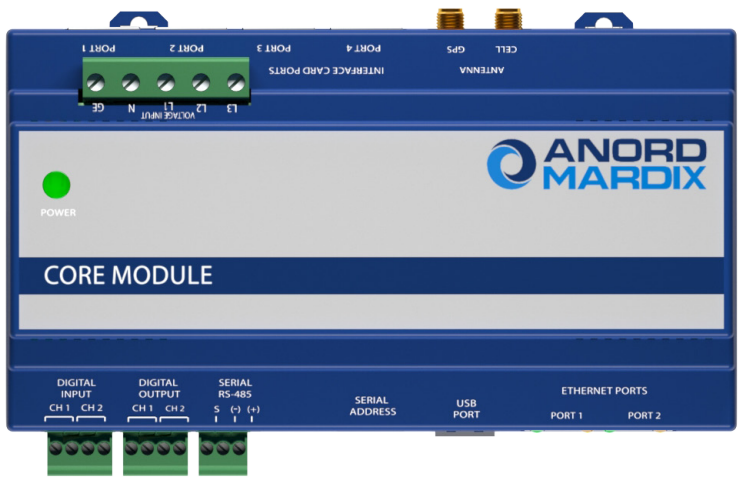 PORT 1 PORT 2 PORT 3 PORT 4 GPS CELL
INTERFACE CARD PORTS ANTENNA
GE N L1 L2 L3
VOLTAGE INPUT
ANORD
MARDIX
POWER
CORE MODULE
DIGITAL INPUT
CH 1 CH 2
DIGITAL OUTPUT
CH 1 CH 2
SERIAL RS-485
S (-) (+)
SERIAL ADDRESS
USB PORT
ETHERNET PORTS
PORT 1 PORT 2